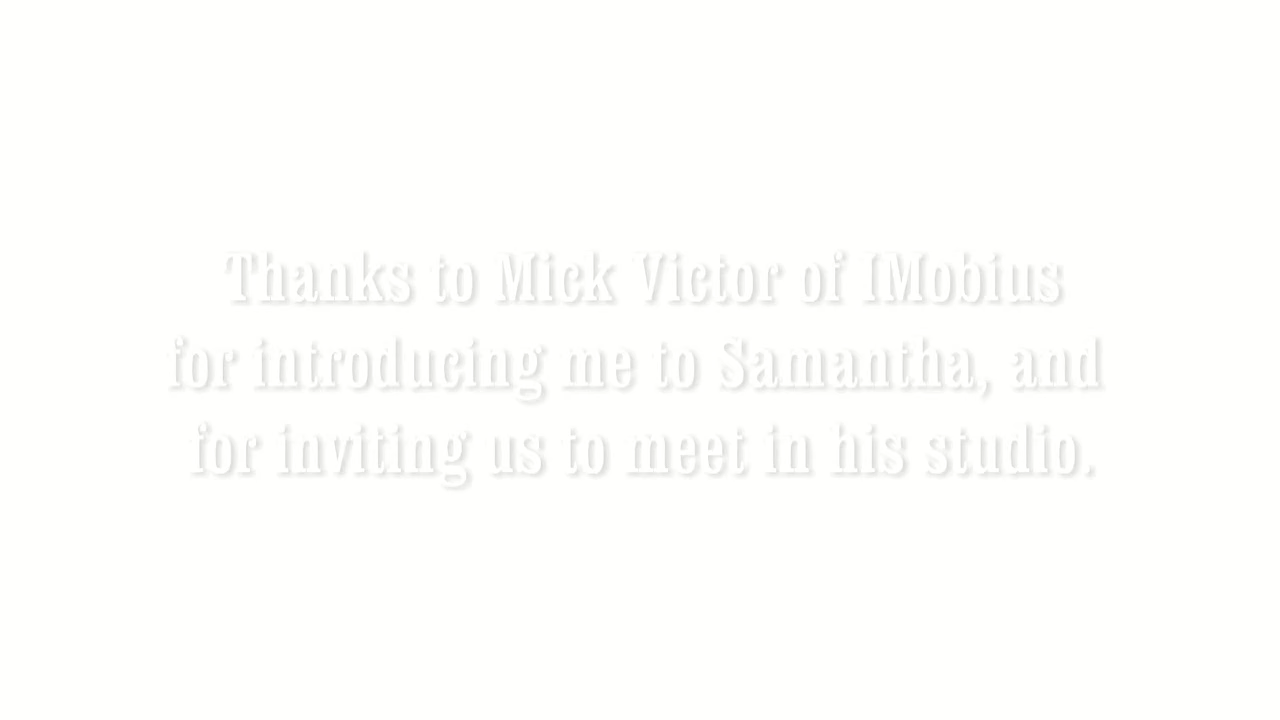 Thanks to Mick Victor of IMobius
for introducing me to Samantha, and
for inviting us to meet in his studio.